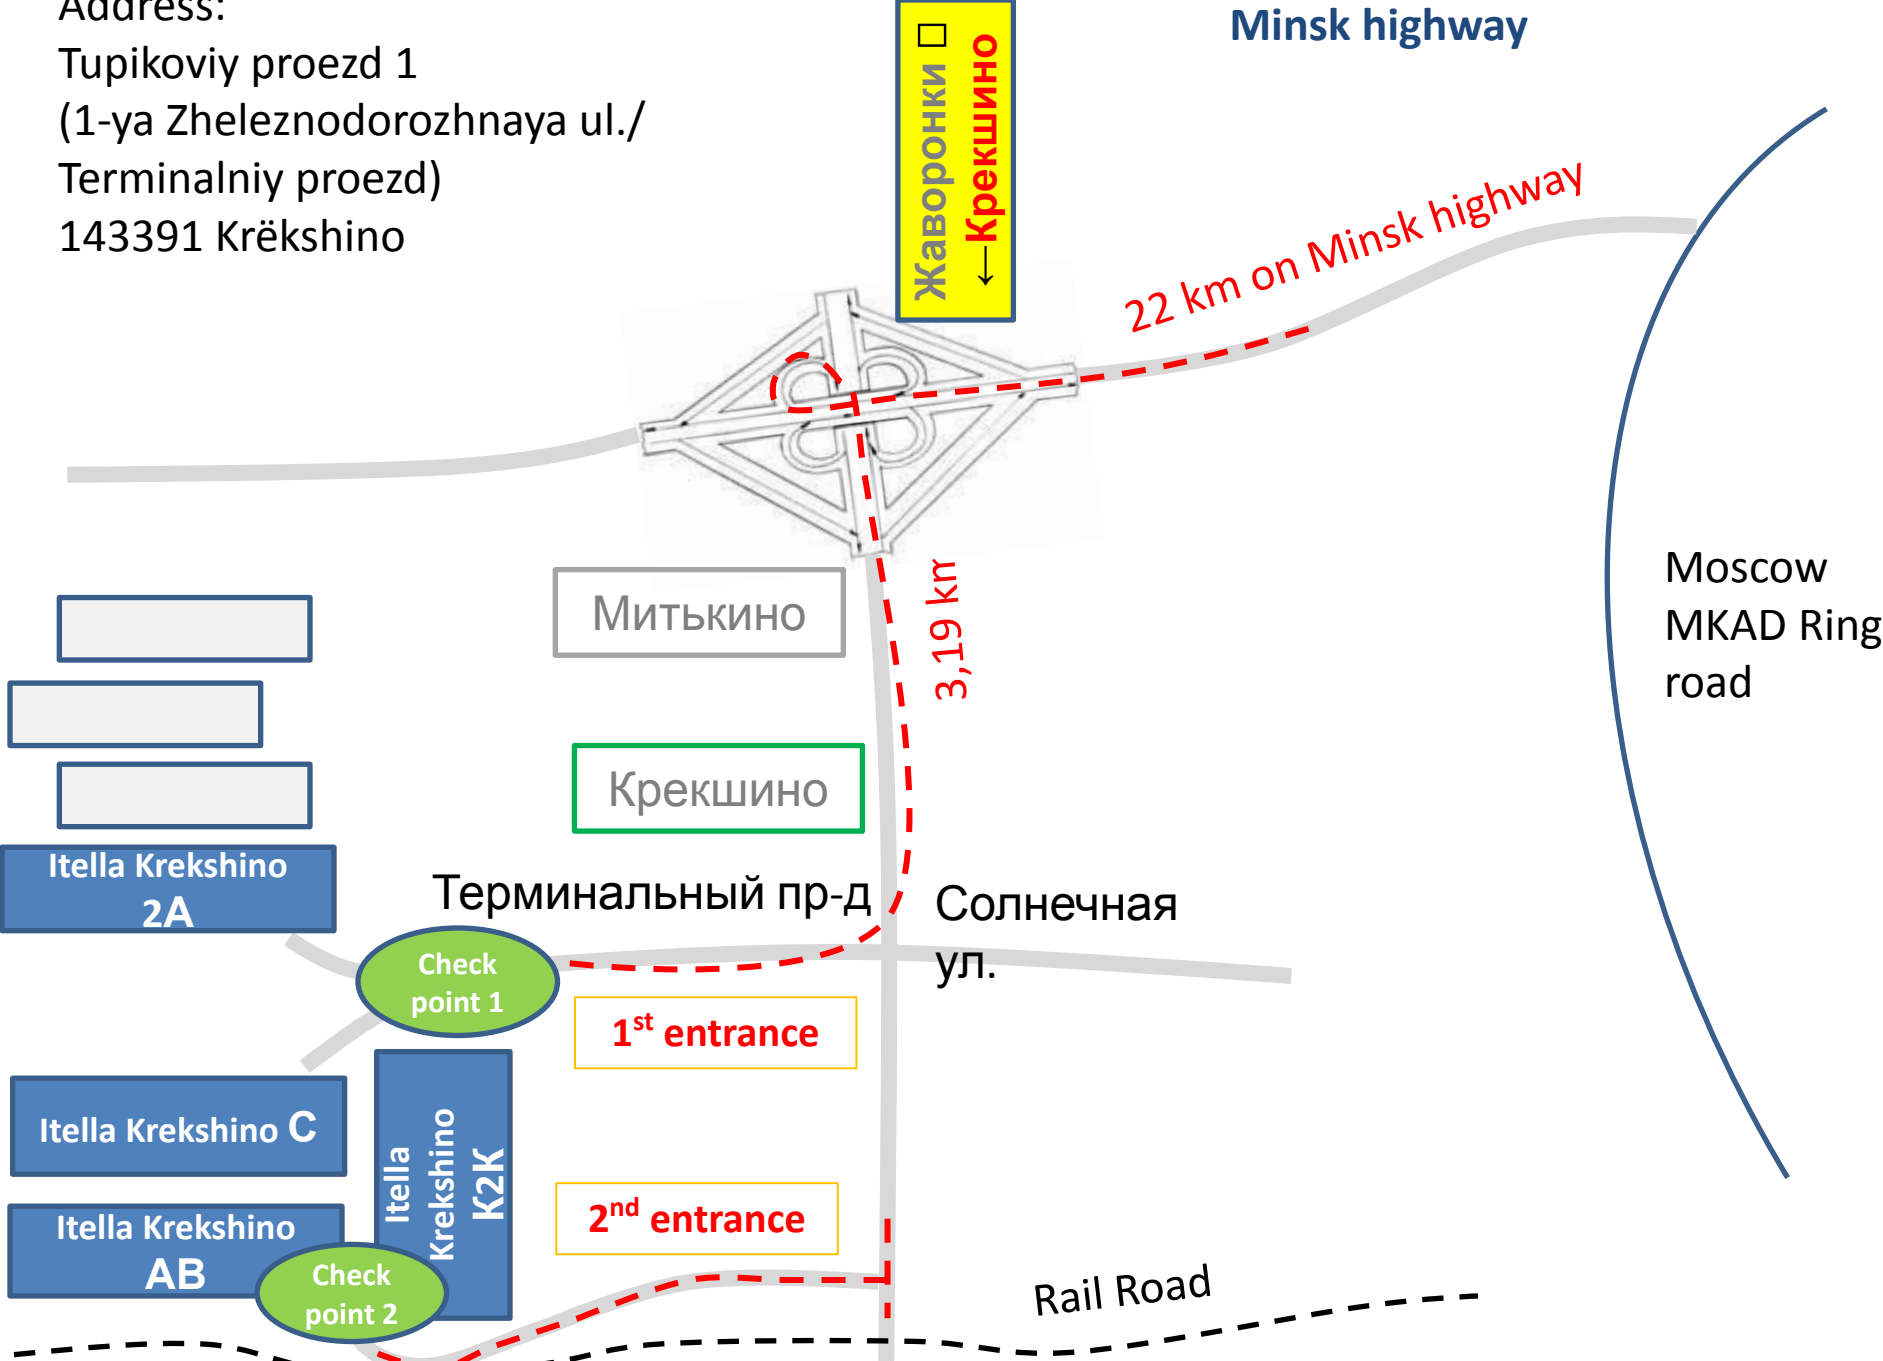 Address:
Tupikoviy proezd 1
(1-ya Zheleznodorozhnaya ul./
Terminalniy proezd)
143391 Krëkshino
Minsk highway
Жаворонки □
←Крекшино
22 km on Minsk highway
3,19 km
Moscow
MKAD Ring
road
Митькино
Крекшино
Itella Krekshino
2A
Терминальный пр-д
Солнечная
ул.
Check
point 1
1st entrance
Itella Krekshino C
Itella
Krekshino
К2К
2nd entrance
Itella Krekshino
AB
Check
point 2
Rail Road